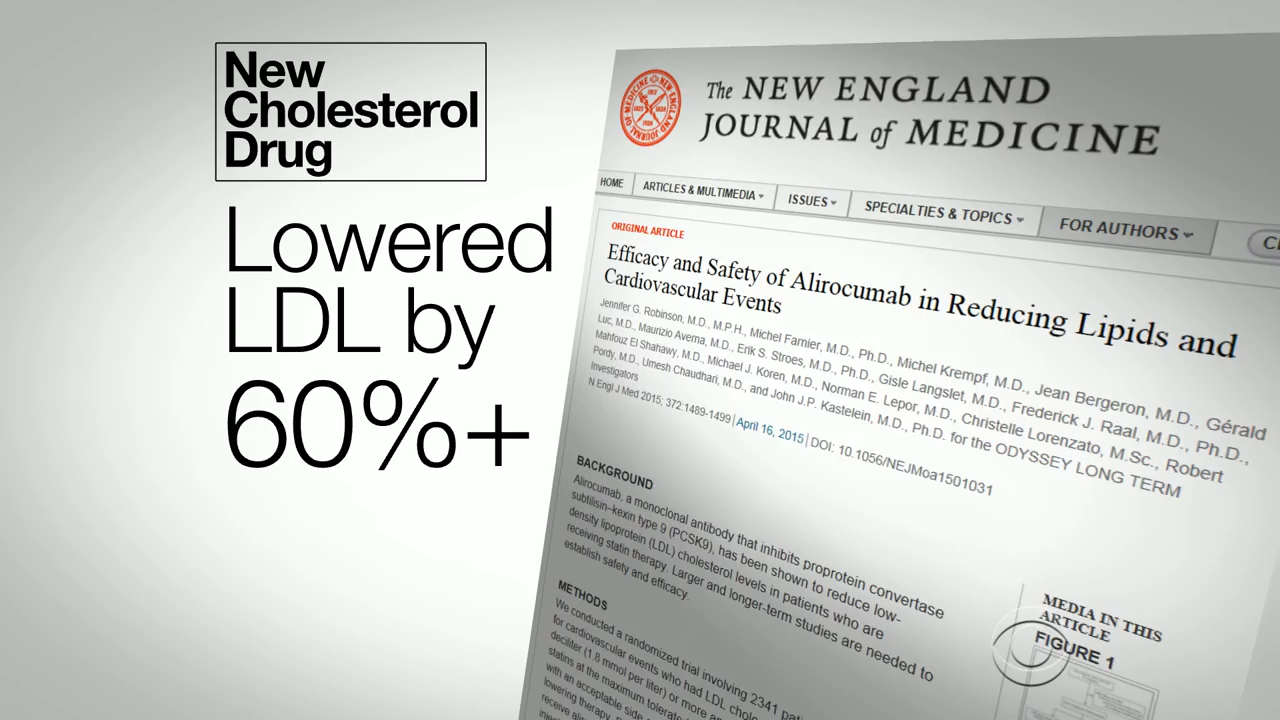 New
Cholesterol
Drug
Lowered
LDL by
60%+
The NEW ENGLAND
JOURNAL of MEDICINE
HOME
ARTICLES & MULTIMEDIA
ISSUES
SPECIALTIES & TOPICS
FOR AUTHORS
ORIGINAL ARTICLE
Efficacy and Safety of Alirocumab in Reducing Lipids and
Cardiovascular Events
Jennifer G. Robinson, M.D., M.P.H., Michel Farnier, M.D., Ph.D., Michel Krempf, M.D., Jean Bergeron, M.D., Gérald
Luc, M.D., Maurizio Averna, M.D., Erik S. Stroes, M.D., Ph.D., Gisle Langslet, M.D., Frederick J. Raal, M.D., Ph.D.,
Mahfouz El Shahawy, M.D., Michael J. Koren, M.D., Norman E. Lepor, M.D., Christelle Lorenzato, M.Sc., Robert
Pordy, M.D., Umesh Chaudhari, M.D., and John J.P. Kastelein, M.D., Ph.D. for the ODYSSEY LONG TERM
Investigators
N Engl J Med 2015; 372:1489-1499 | April 16, 2015 | DOI: 10.1056/NEJMoa1501031
BACKGROUND
Alirocumab, a monoclonal antibody that inhibits proprotein convertase
subtilisin–kexin type 9 (PCSK9), has been shown to reduce low-
density lipoprotein (LDL) cholesterol levels in patients who are
receiving statin therapy. Larger and longer-term studies are needed to
establish safety and efficacy.
METHODS
We conducted a randomized trial involving 2341 pati
for cardiovascular events who had LDL chole
deciliter (1.8 mmol per liter) or more a
statins at the maximum tolerate
with an acceptable side
lowering therapy.
receive ali
MEDIA IN THIS
ARTICLE
FIGURE 1